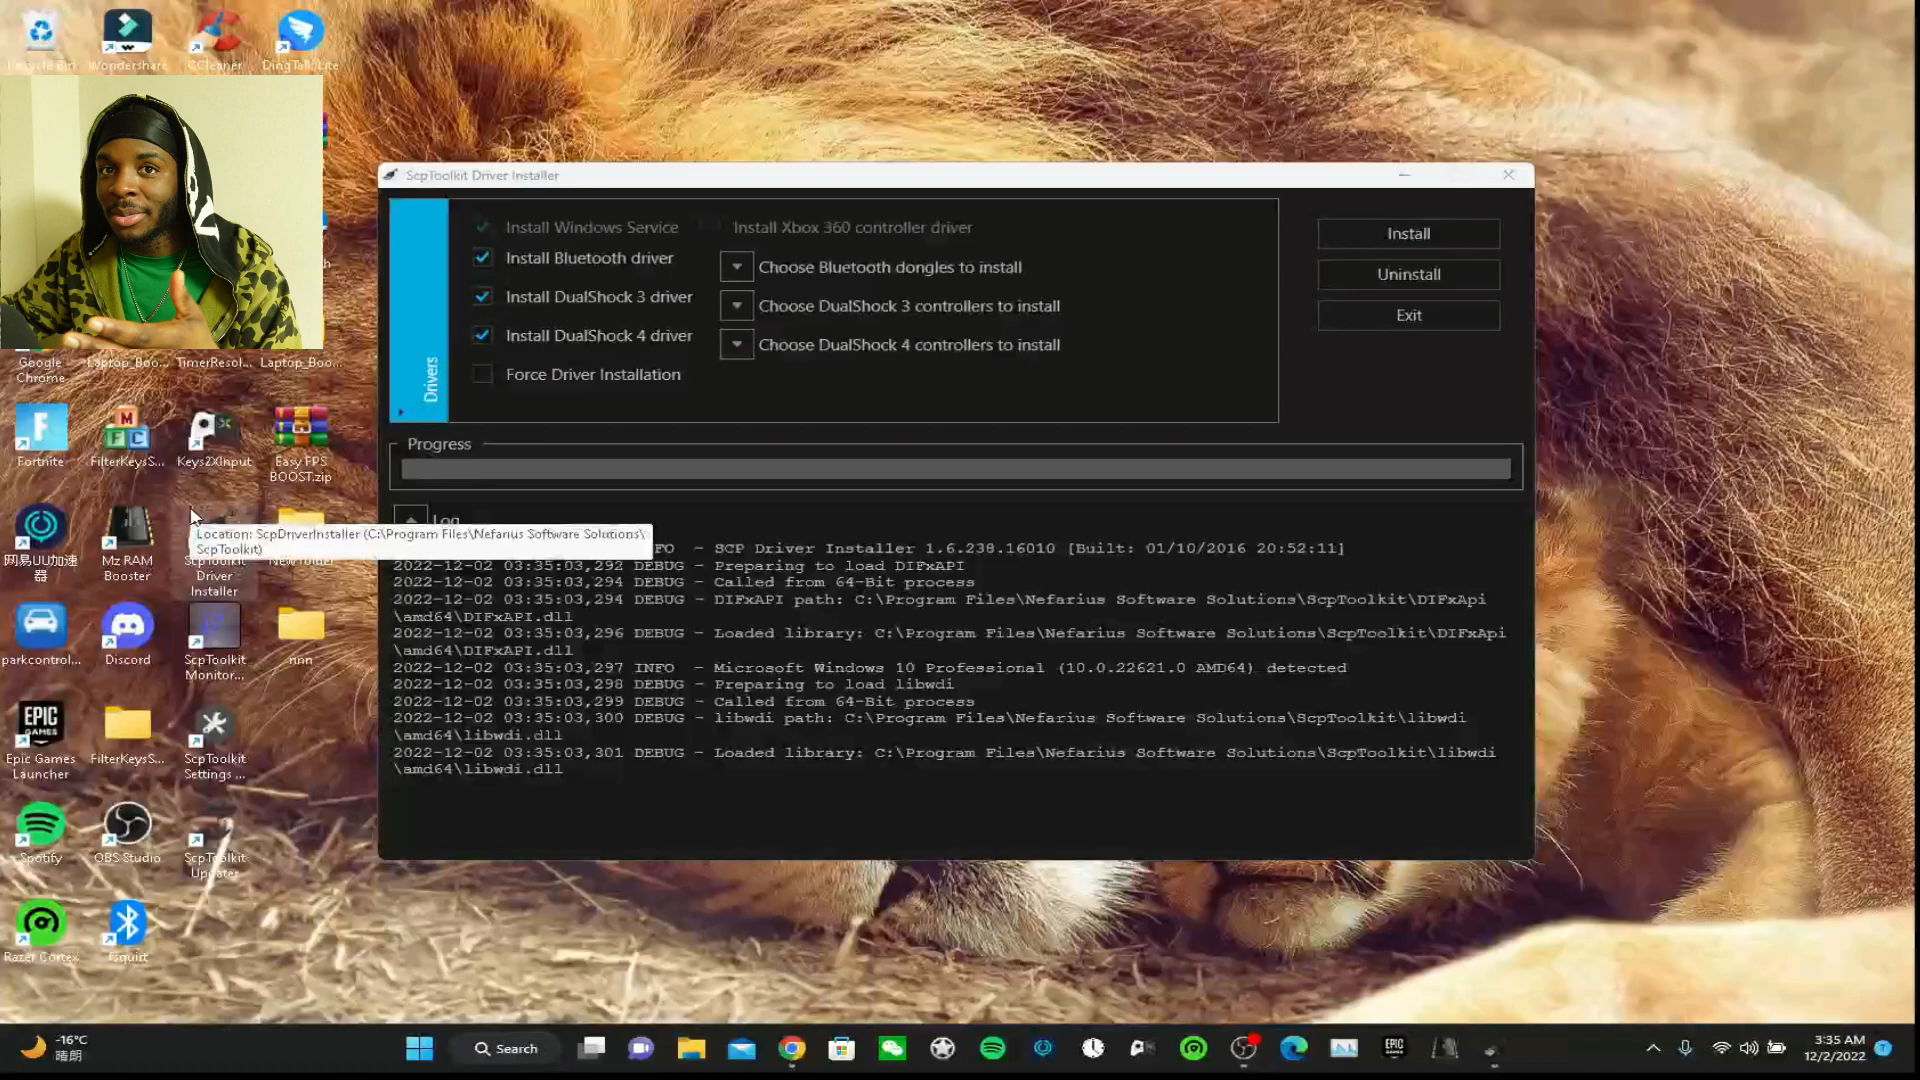 Recycle Bin
Wondershare
CCleaner
DingTalk Lite
Google
Chrome
Laptop_Boo...
TimerResol...
Laptop_Boo...
Fortnite
FilterKeysS...
Keys2XInput
Easy FPS
BOOST.zip
网易UU加速
器
Mz RAM
Booster
ScpToolkit
Driver
Installer
New folder
parkcontrol...
Discord
ScpToolkit
Monitor...
nnn
EPIC
GAMES
Epic Games
Launcher
FilterKeysS...
ScpToolkit
Settings ...
Spotify
OBS Studio
ScpToolkit
Updater
Razer Cortex
fsquirt
Location: ScpDriverInstaller (C:\Program Files\Nefarius Software Solutions\
ScpToolkit)
ScpToolkit Driver Installer
Drivers
Install Windows Service
Install Xbox 360 controller driver
Install Bluetooth driver
Choose Bluetooth dongles to install
Install DualShock 3 driver
Choose DualShock 3 controllers to install
Install DualShock 4 driver
Choose DualShock 4 controllers to install
Force Driver Installation
Install
Uninstall
Exit
Progress
Log
FO - SCP Driver Installer 1.6.238.16010 [Built: 01/10/2016 20:52:11]
2022-12-02 03:35:03,292 DEBUG - Preparing to load DIFxAPI
2022-12-02 03:35:03,294 DEBUG - Called from 64-Bit process
2022-12-02 03:35:03,294 DEBUG - DIFxAPI path: C:\Program Files\Nefarius Software Solutions\ScpToolkit\DIFxApi
\amd64\DIFxAPI.dll
2022-12-02 03:35:03,296 DEBUG - Loaded library: C:\Program Files\Nefarius Software Solutions\ScpToolkit\DIFxApi
\amd64\DIFxAPI.dll
2022-12-02 03:35:03,297 INFO - Microsoft Windows 10 Professional (10.0.22621.0 AMD64) detected
2022-12-02 03:35:03,298 DEBUG - Preparing to load libwdi
2022-12-02 03:35:03,299 DEBUG - Called from 64-Bit process
2022-12-02 03:35:03,300 DEBUG - libwdi path: C:\Program Files\Nefarius Software Solutions\ScpToolkit\libwdi
\amd64\libwdi.dll
2022-12-02 03:35:03,301 DEBUG - Loaded library: C:\Program Files\Nefarius Software Solutions\ScpToolkit\libwdi
\amd64\libwdi.dll
-16°C
晴朗
Search
EPIC
3:35 AM
12/2/2022